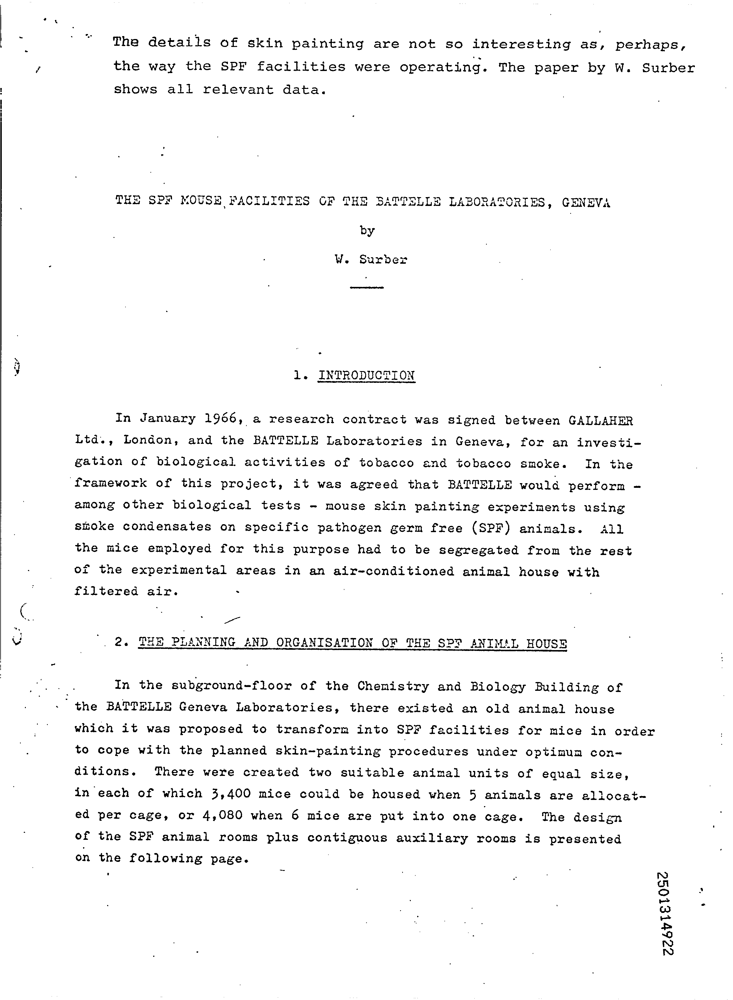 The details of skin painting are not so interesting as, perhaps,
the way the SPF facilities were operating. The paper by W. Surber
shows all relevant data.
THE SPF MOUSE FACILITIES OF THE BATTELLE LABORATORIES, GENEVA
by
W. Surber
1. INTRODUCTION
In January 1966, a research contract was signed between GALLAHER
Ltd., London, and the BATTELLE Laboratories in Geneva, for an investi-
gation of biological activities of tobacco and tobacco smoke. In the
framework of this project, it was agreed that BATTELLE would perform -
among other biological tests - mouse skin painting experiments using
smoke condensates on specific pathogen germ free (SPF) animals. All
the mice employed for this purpose had to be segregated from the rest
of the experimental areas in an air-conditioned animal house with
filtered air.
2. THE PLANNING AND ORGANISATION OF THE SPF ANIMAL HOUSE
In the subground-floor of the Chemistry and Biology Building of
the BATTELLE Geneva Laboratories, there existed an old animal house
which it was proposed to transform into SPF facilities for mice in order
to cope with the planned skin-painting procedures under optimum con-
ditions. There were created two suitable animal units of equal size,
in each of which 3,400 mice could be housed when 5 animals are allocat-
ed per cage, or 4,080 when 6 mice are put into one cage. The design
of the SPF animal rooms plus contiguous auxiliary rooms is presented
on the following page.
2501314922